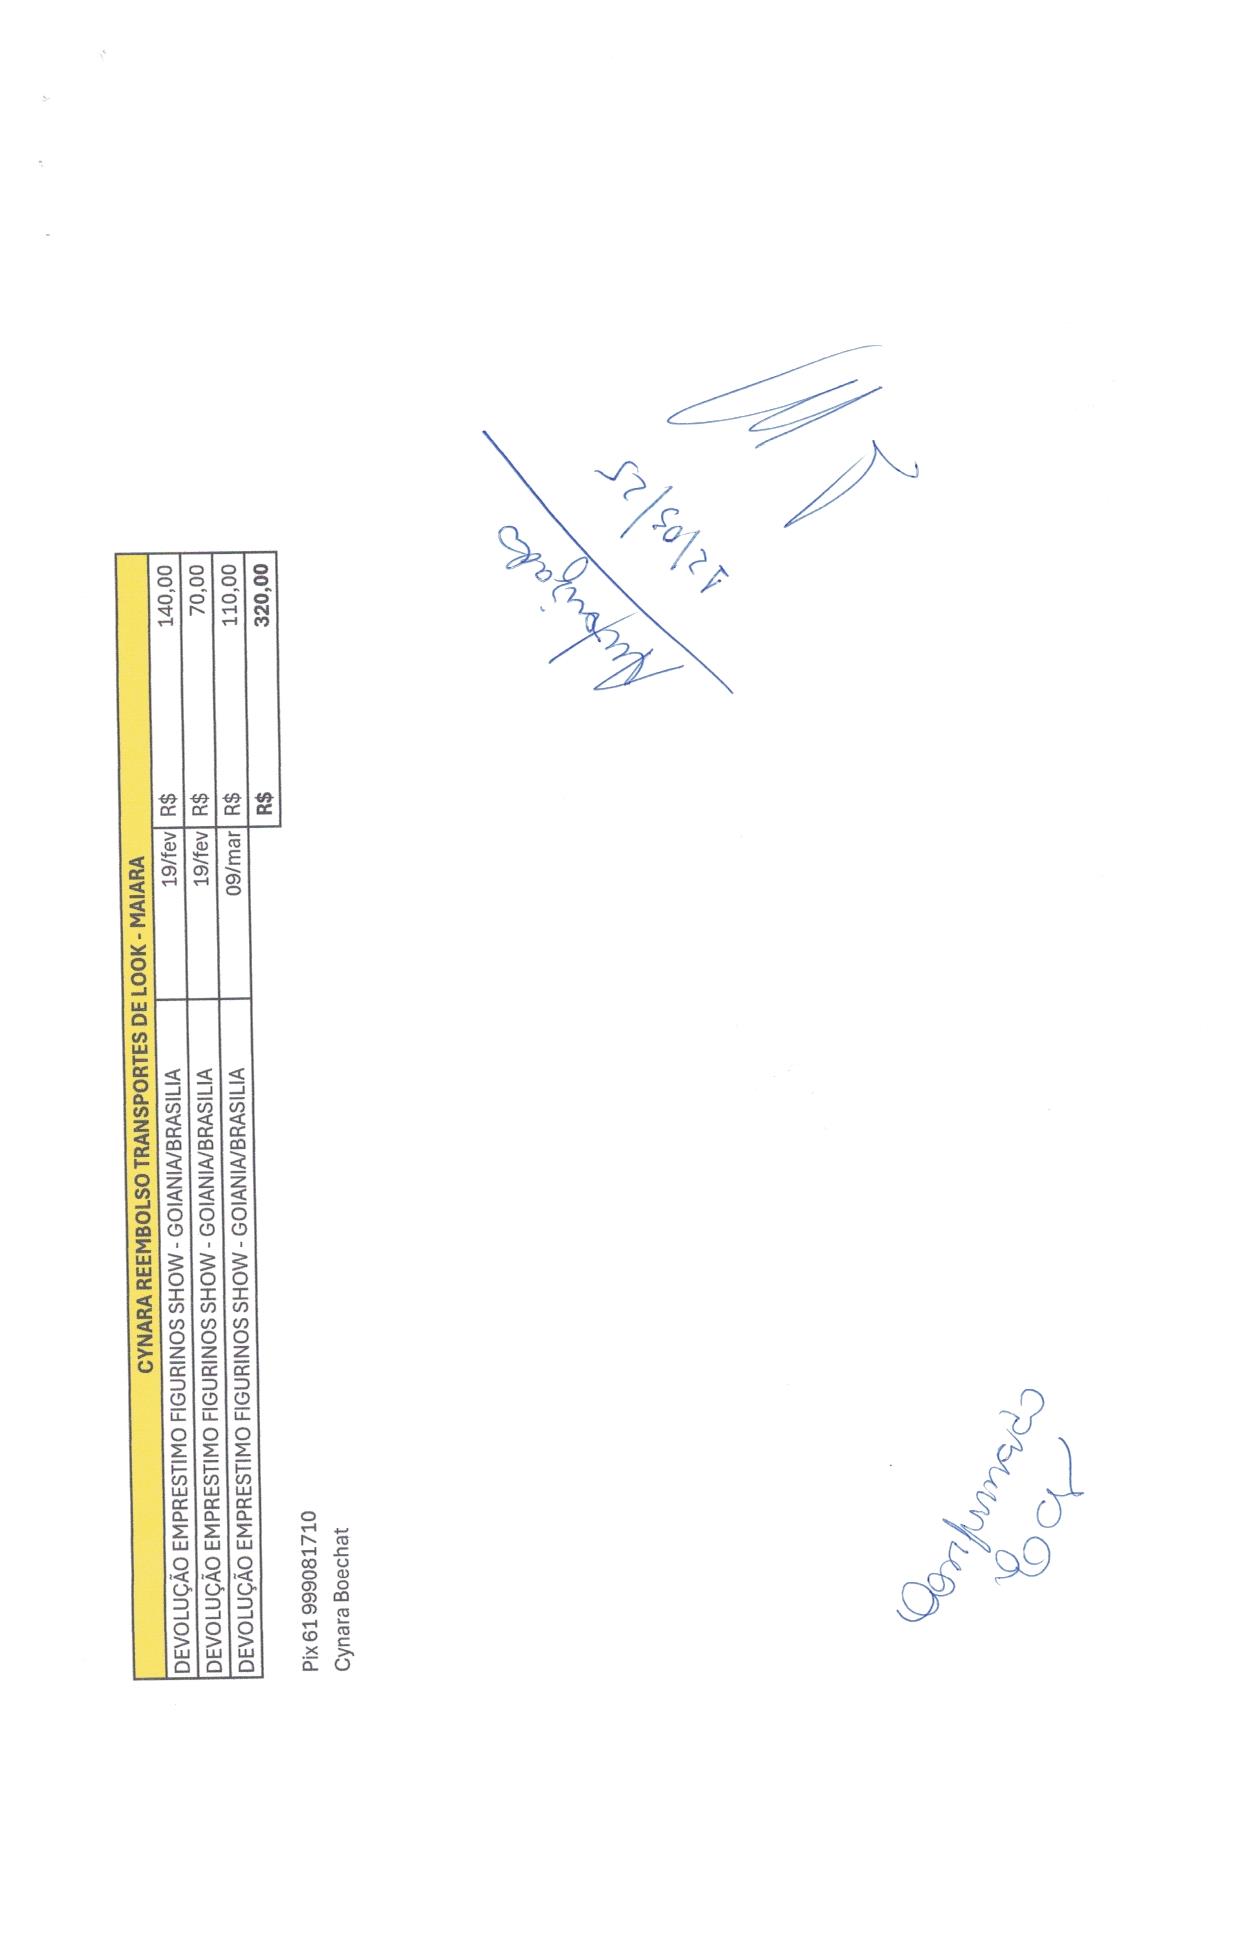 CYNARA REEMBOLSO TRANSPORTES DE LOOK - MAIARA
DEVOLUÇÃO EMPRESTIMO FIGURINOS SHOW - GOIANIA/BRASILIA 19/fev R$ 140,00
DEVOLUÇÃO EMPRESTIMO FIGURINOS SHOW - GOIANIA/BRASILIA 19/fev R$ 70,00
DEVOLUÇÃO EMPRESTIMO FIGURINOS SHOW - GOIANIA/BRASILIA 09/mar R$ 110,00
R$ 320,00
Pix 61 999081710
Cynara Boechat
Autorizado
12/03/25